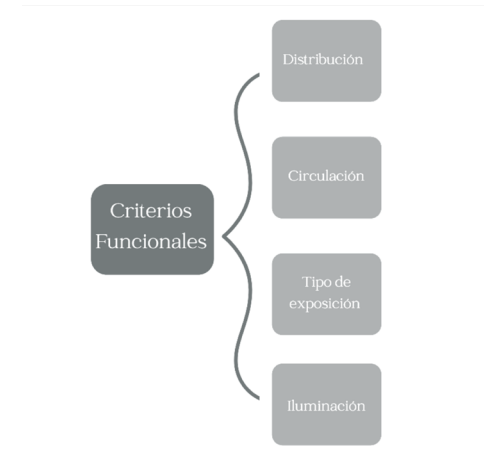 Distribución
Circulación
Criterios
Funcionales
Tipo de
exposición
Iluminación